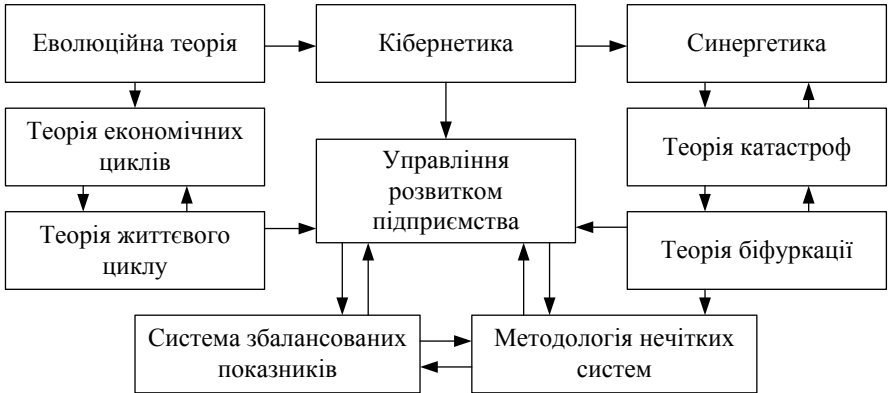 Еволюційна теорія
Кібернетика
Синергетика
Теорія економічних
циклів
Управління
розвитком
підприємства
Теорія катастроф
Теорія життєвого
циклу
Теорія біфуркації
Система збалансованих
показників
Методологія нечітких
систем